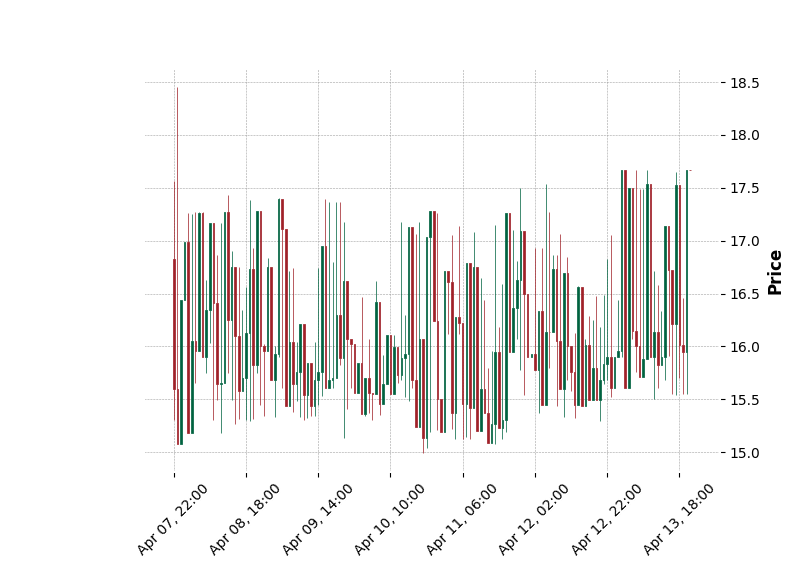 18.5
18.0
17.5
17.0
16.5
16.0
15.5
15.0
Price
Apr 07, 22:00
Apr 08, 18:00
Apr 09, 14:00
Apr 10, 10:00
Apr 11, 06:00
Apr 12, 02:00
Apr 12, 22:00
Apr 13, 18:00